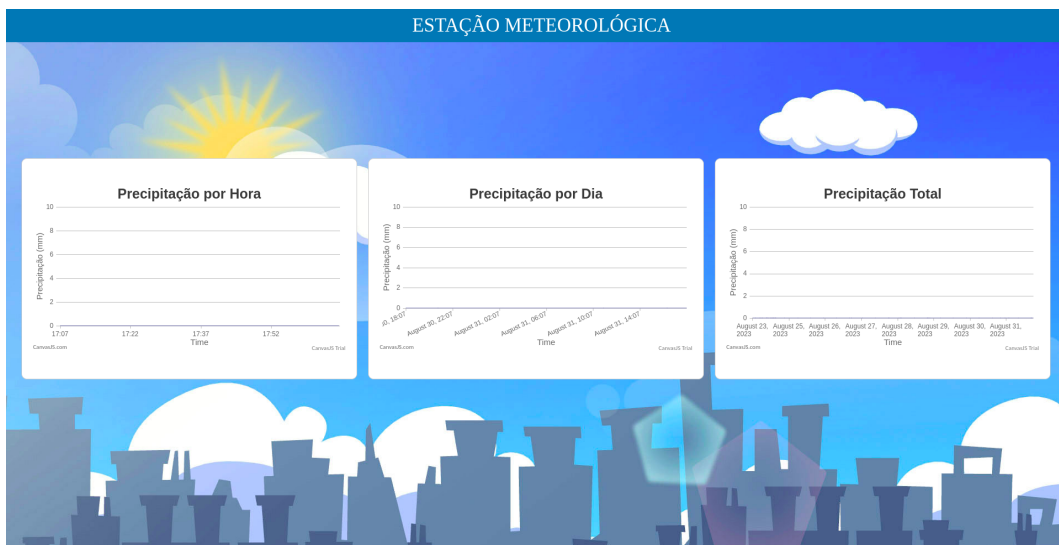 ESTAÇÃO METEOROLÓGICA
Precipitação por Hora
Precipitação (mm)
10
8
6
4
2
0
17:07 17:22 17:37 17:52
Time
CanvasJS.com
CanvasJS Trial
Precipitação por Dia
Precipitação (mm)
10
8
6
4
2
0
30, 18:07 August 30, 22:07 August 31, 02:07 August 31, 06:07 August 31, 10:07 August 31, 14:07
Time
CanvasJS Trial
Precipitação Total
Precipitação (mm)
10
8
6
4
2
0
August 23, August 25, August 26, August 27, August 28, August 29, August 30, August 31,
2023 2023 2023 2023 2023 2023 2023 2023
Time
CanvasJS.com
CanvasJS Trial